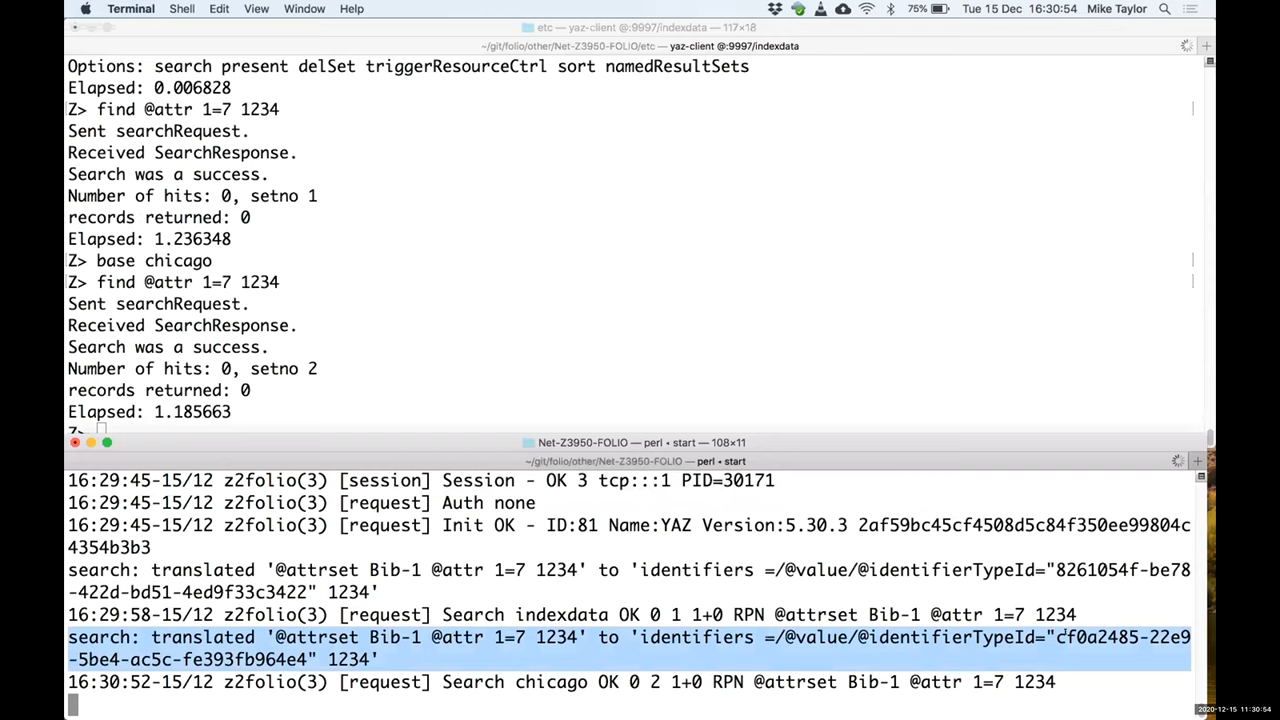 Terminal Shell Edit View Window Help 75% Tue 15 Dec 16:30:54 Mike Taylor
etc — yaz-client @:9997/indexdata — 117×18
~/git/folio/other/Net-Z3950-FOLIO/etc — yaz-client @:9997/indexdata
Options: search present delSet triggerResourceCtrl sort namedResultSets
Elapsed: 0.006828
Z> find @attr 1=7 1234
Sent searchRequest.
Received SearchResponse.
Search was a success.
Number of hits: 0, setno 1
records returned: 0
Elapsed: 1.236348
Z> base chicago
Z> find @attr 1=7 1234
Sent searchRequest.
Received SearchResponse.
Search was a success.
Number of hits: 0, setno 2
records returned: 0
Elapsed: 1.185663
Z>
Net-Z3950-FOLIO — perl • start — 108×11
~/git/folio/other/Net-Z3950-FOLIO — perl • start
16:29:45-15/12 z2folio(3) [session] Session - OK 3 tcp:::1 PID=30171
16:29:45-15/12 z2folio(3) [request] Auth none
16:29:45-15/12 z2folio(3) [request] Init OK - ID:81 Name:YAZ Version:5.30.3 2af59bc45cf4508d5c84f350ee99804c
4354b3b3
search: translated '@attrset Bib-1 @attr 1=7 1234' to 'identifiers =/@value/@identifierTypeId="8261054f-be78
-422d-bd51-4ed9f33c3422" 1234'
16:29:58-15/12 z2folio(3) [request] Search indexdata OK 0 1 1+0 RPN @attrset Bib-1 @attr 1=7 1234
search: translated '@attrset Bib-1 @attr 1=7 1234' to 'identifiers =/@value/@identifierTypeId="df0a2485-22e9
-5be4-ac5c-fe393fb964e4" 1234'
16:30:52-15/12 z2folio(3) [request] Search chicago OK 0 2 1+0 RPN @attrset Bib-1 @attr 1=7 1234
2020-12-15 11:30:54